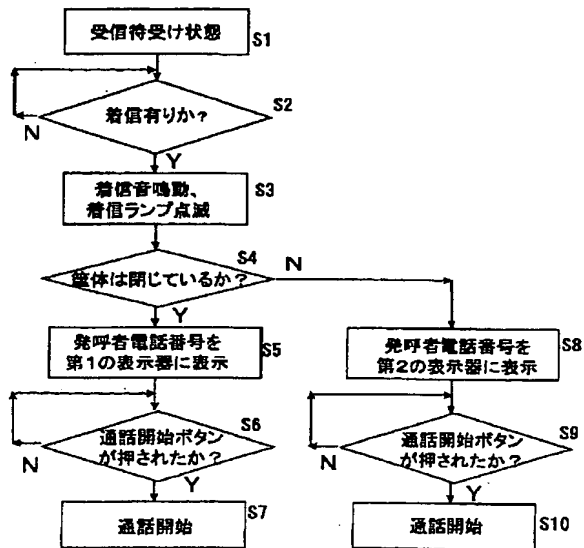 受信待受け状態
S1
着信有りか?
S2
N
Y
着信音鳴動、
着信ランプ点滅
S3
筐体は閉じているか?
S4
N
Y
発呼者電話番号を
第1の表示器に表示
S5
発呼者電話番号を
第2の表示器に表示
S8
通話開始ボタン
が押されたか?
S6
N
Y
通話開始ボタン
が押されたか?
S9
N
Y
通話開始
S7
通話開始
S10